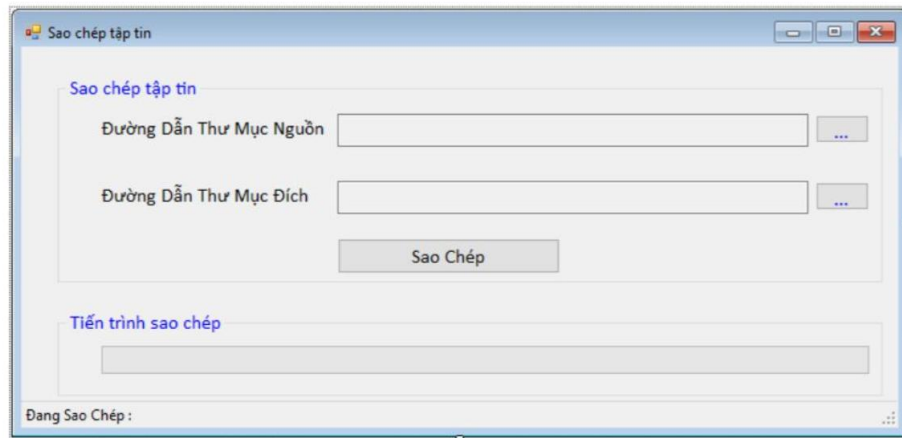 Sao chép tập tin
Sao chép tập tin
Đường Dẫn Thư Mục Nguồn
...
Đường Dẫn Thư Mục Đích
...
Sao Chép
Tiến trình sao chép
Đang Sao Chép :